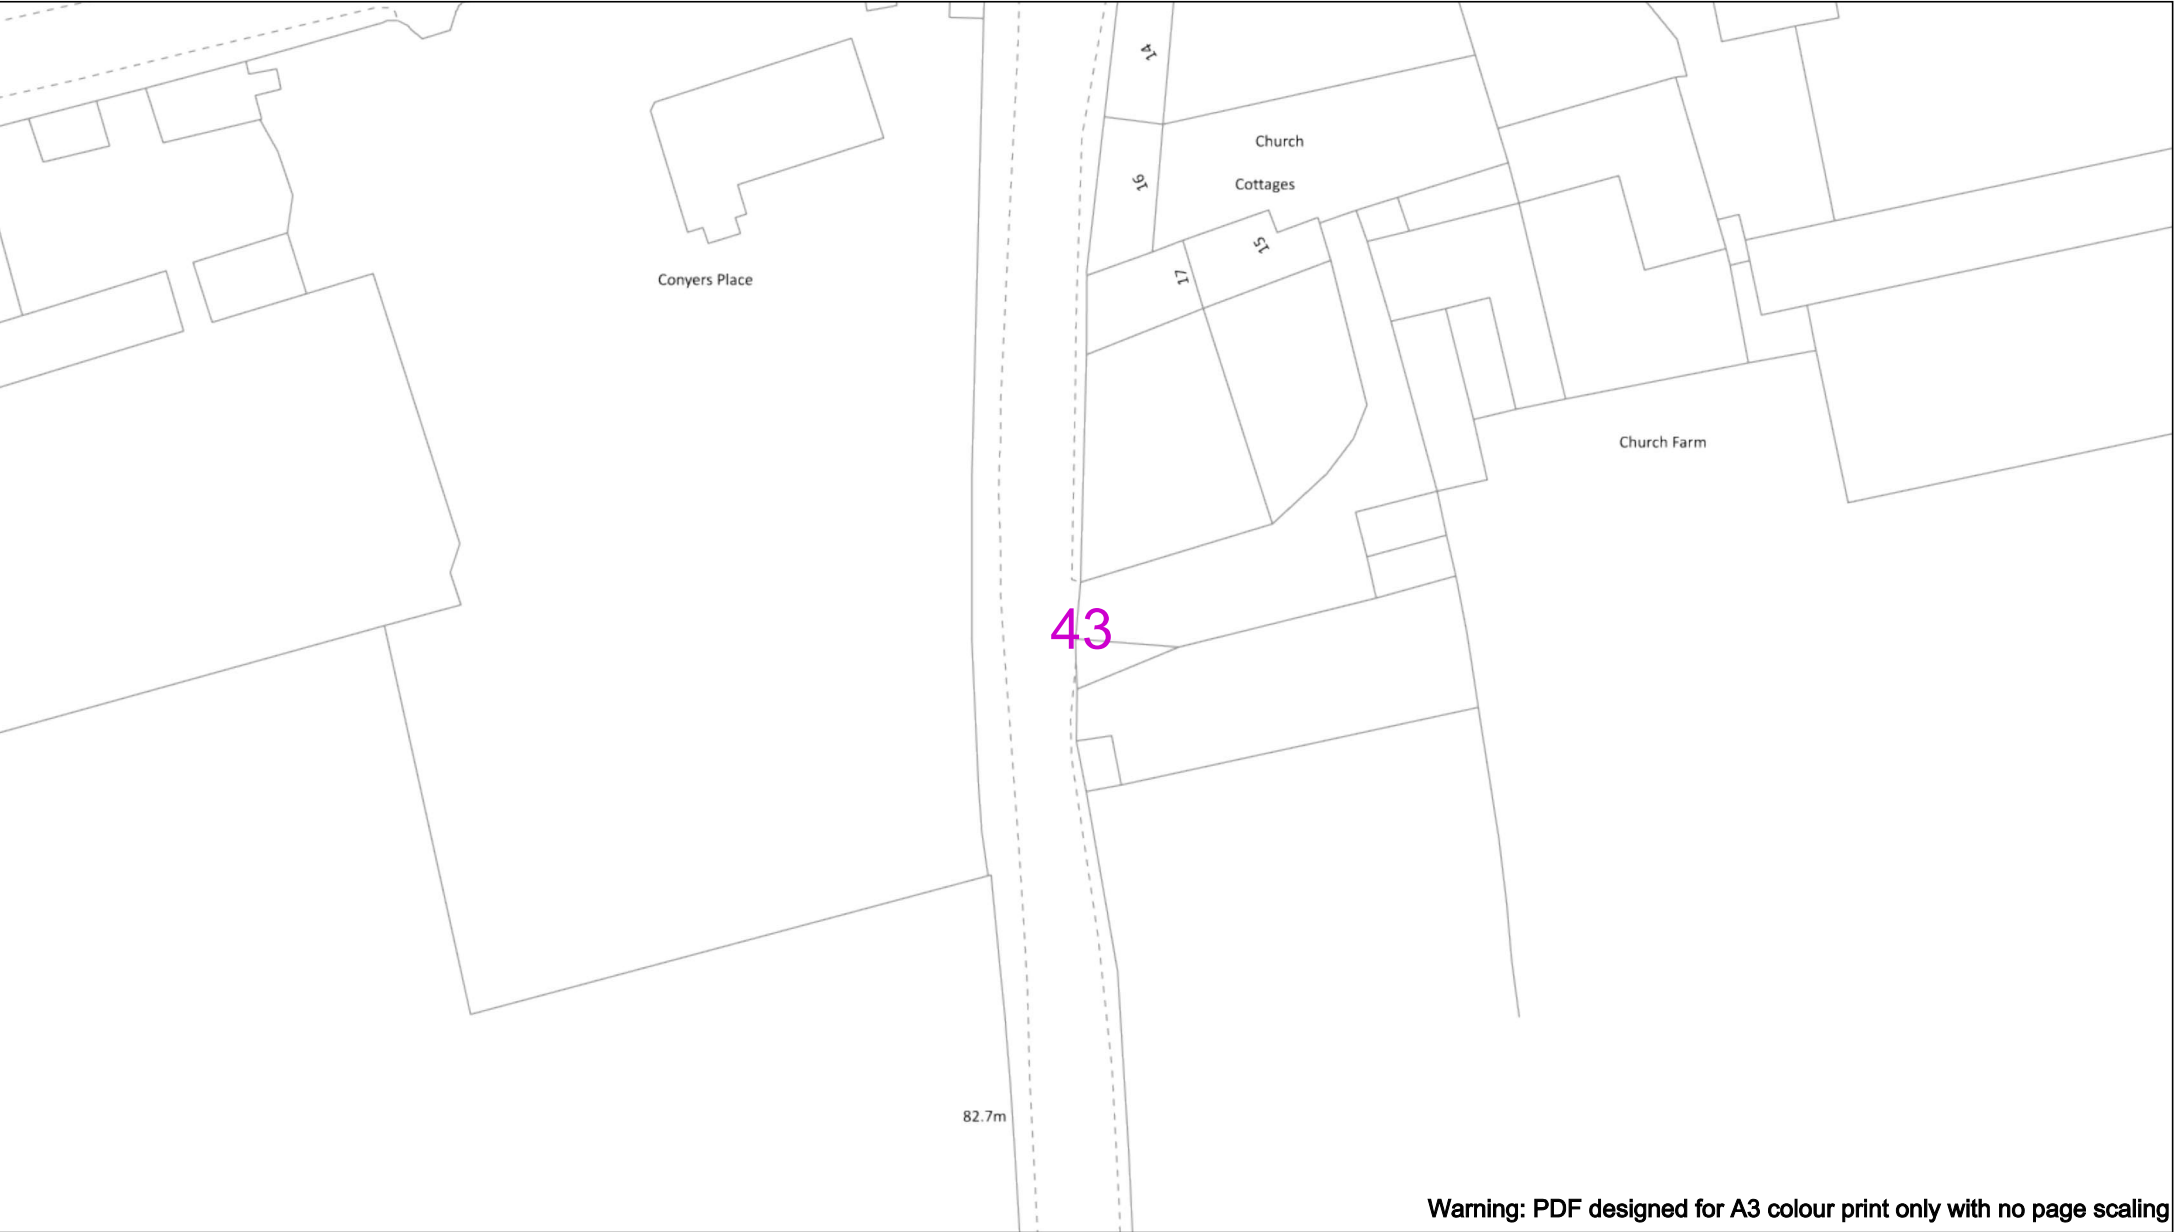 14
Church
16
Cottages
15
17
Conyers Place
Church Farm
43
82.7m
Warning: PDF designed for A3 colour print only with no page scaling